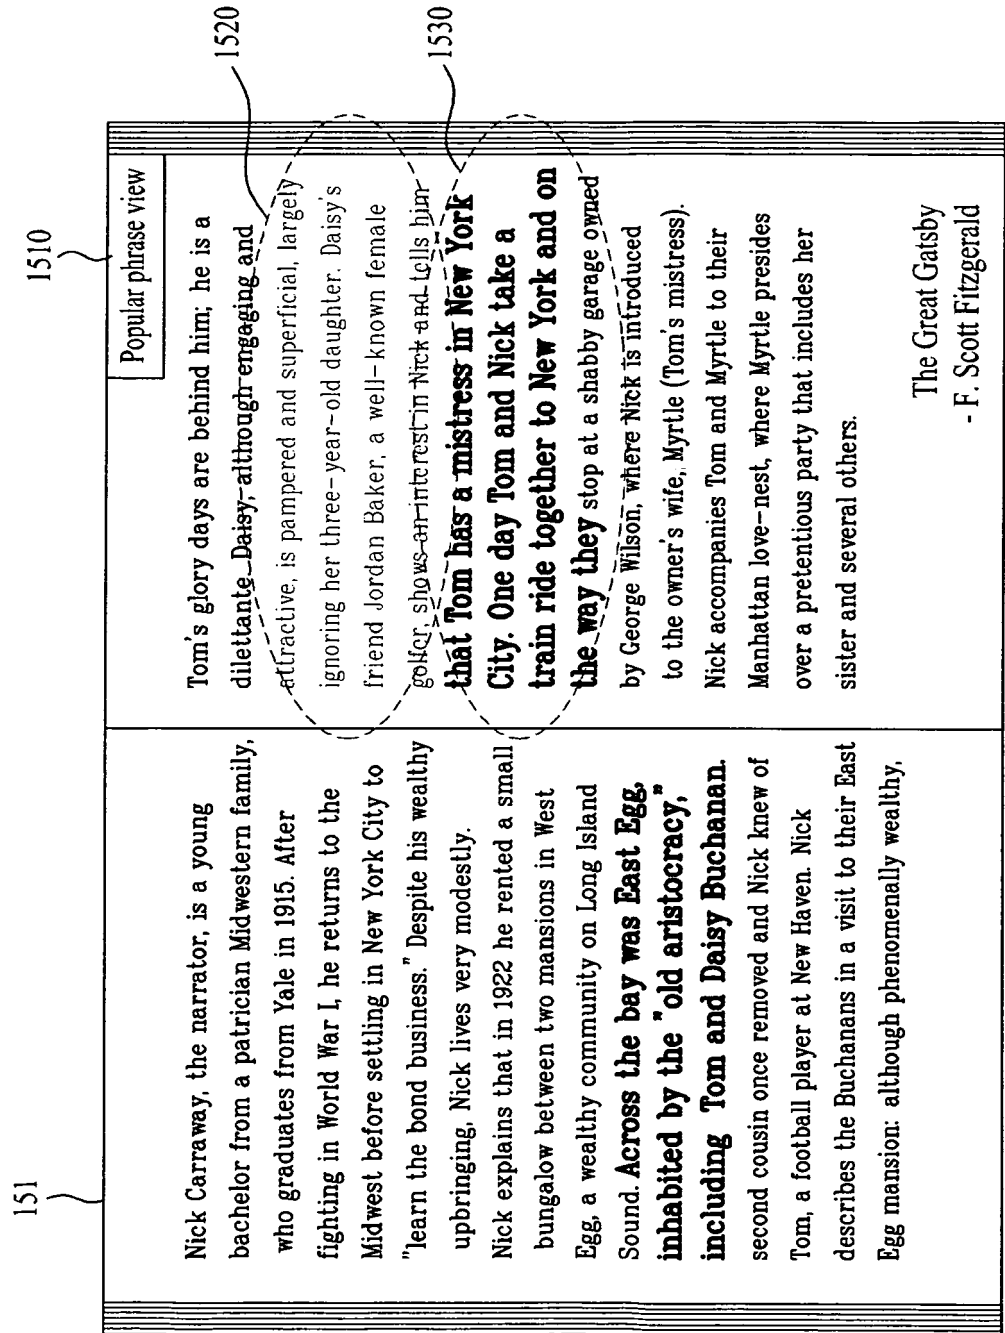 151
1510
1520
1530
Popular phrase view
Nick Carraway, the narrator, is a young
bachelor from a patrician Midwestern family,
who graduates from Yale in 1915. After
fighting in World War I, he returns to the
Midwest before settling in New York City to
"learn the bond business." Despite his wealthy
upbringing, Nick lives very modestly.
Nick explains that in 1922 he rented a small
bungalow between two mansions in West
Egg, a wealthy community on Long Island
Sound. Across the bay was East Egg,
inhabited by the "old aristocracy,"
including Tom and Daisy Buchanan.
second cousin once removed and Nick knew of
Tom, a football player at New Haven. Nick
describes the Buchanans in a visit to their East
Egg mansion: although phenomenally wealthy,
Tom's glory days are behind him; he is a
dilettante. Daisy, although engaging and
attractive, is pampered and superficial, largely
ignoring her three-year-old daughter. Daisy's
friend Jordan Baker, a well-known female
golfer, shows an interest in Nick and tells him
that Tom has a mistress in New York
City. One day Tom and Nick take a
train ride together to New York and on
the way they stop at a shabby garage owned
by George Wilson, where Nick is introduced
to the owner's wife, Myrtle (Tom's mistress).
Nick accompanies Tom and Myrtle to their
Manhattan love-nest, where Myrtle presides
over a pretentious party that includes her
sister and several others.
The Great Gatsby
- F. Scott Fitzgerald